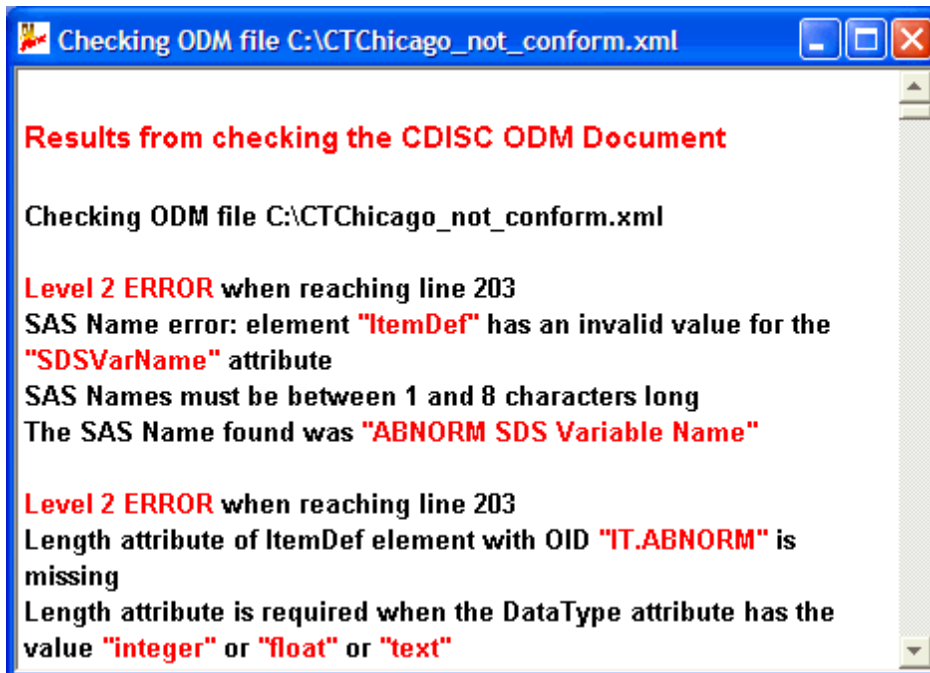 Checking ODM file C:\CTChicago_not_conform.xml
Results from checking the CDISC ODM Document
Checking ODM file C:\CTChicago_not_conform.xml
Level 2 ERROR when reaching line 203
SAS Name error: element "ItemDef" has an invalid value for the
"SDSVarName" attribute
SAS Names must be between 1 and 8 characters long
The SAS Name found was "ABNORM SDS Variable Name"
Level 2 ERROR when reaching line 203
Length attribute of ItemDef element with OID "IT.ABNORM" is
missing
Length attribute is required when the DataType attribute has the
value "integer" or "float" or "text"